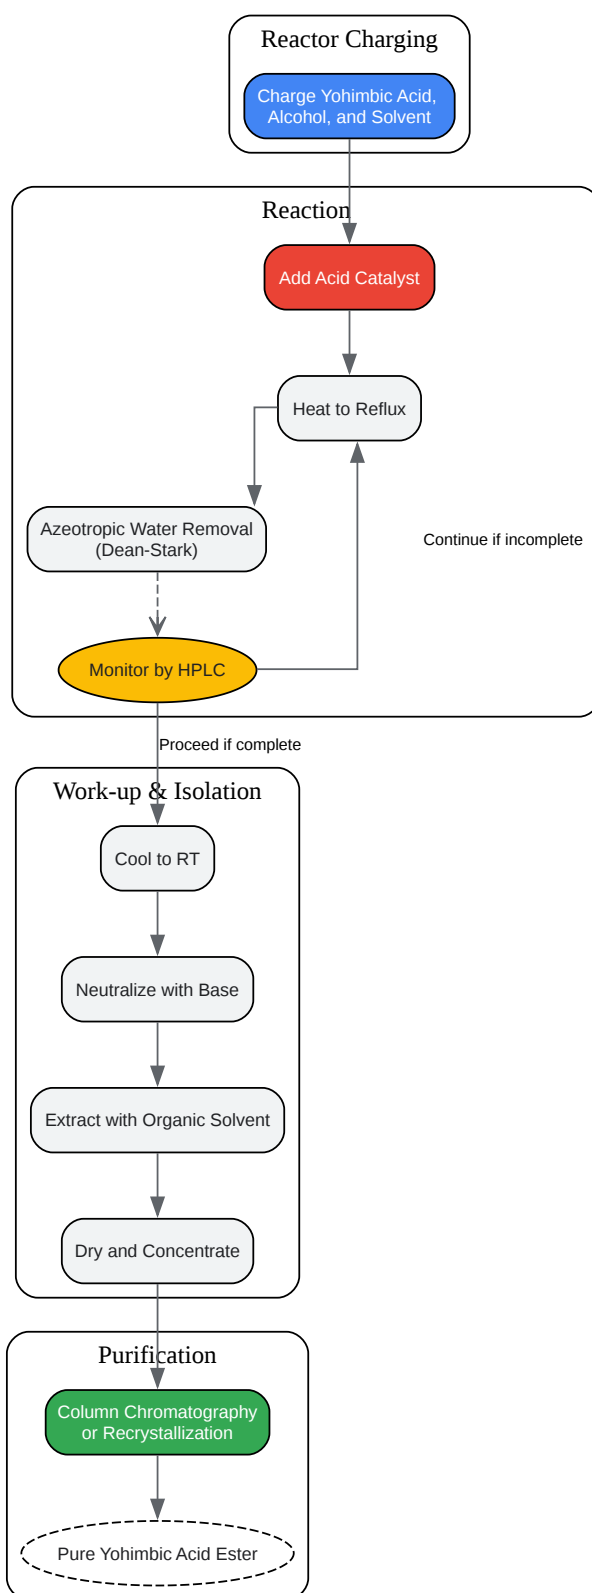 Reactor Charging
Charge Yohimbic Acid,
Alcohol, and Solvent
Reaction
Add Acid Catalyst
Heat to Reflux
Azeotropic Water Removal
(Dean-Stark)
Continue if incomplete
Monitor by HPLC
Proceed if complete
Work-up & Isolation
Cool to RT
Neutralize with Base
Extract with Organic Solvent
Dry and Concentrate
Purification
Column Chromatography
or Recrystallization
Pure Yohimbic Acid Ester